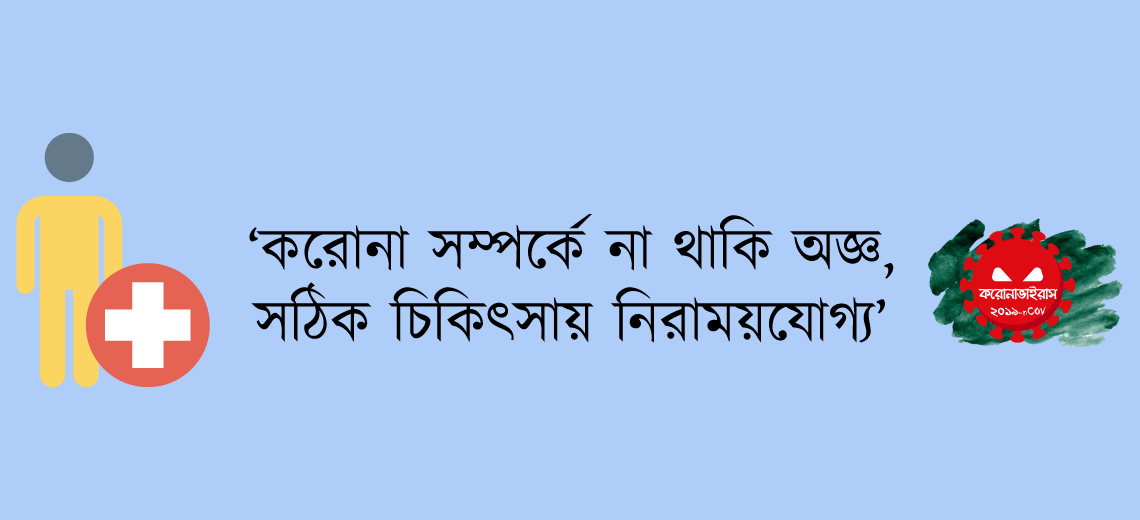 ‘করোনা সম্পর্কে না থাকি অজ্ঞ,
সঠিক চিকিৎসায় নিরাময়যোগ্য’
করোনাভাইরাস
২০১৯-nCoV